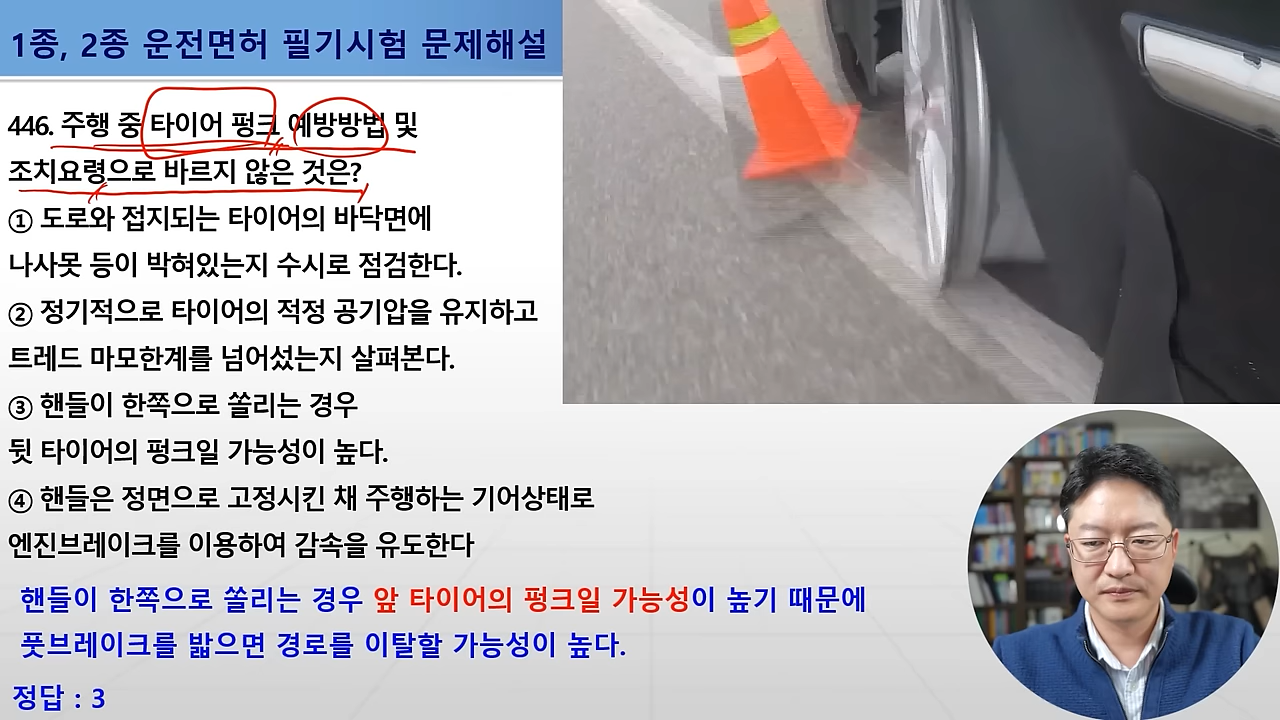 1종, 2종 운전면허 필기시험 문제해설
446. 주행 중 타이어 펑크 예방방법 및
조치요령으로 바르지 않은 것은?
① 도로와 접지되는 타이어의 바닥면에
나사못 등이 박혀있는지 수시로 점검한다.
② 정기적으로 타이어의 적정 공기압을 유지하고
트레드 마모한계를 넘어섰는지 살펴본다.
③ 핸들이 한쪽으로 쏠리는 경우
뒷 타이어의 펑크일 가능성이 높다.
④ 핸들은 정면으로 고정시킨 채 주행하는 기어상태로
엔진브레이크를 이용하여 감속을 유도한다
핸들이 한쪽으로 쏠리는 경우 앞 타이어의 펑크일 가능성이 높기 때문에
풋브레이크를 밟으면 경로를 이탈할 가능성이 높다.
정답 : 3